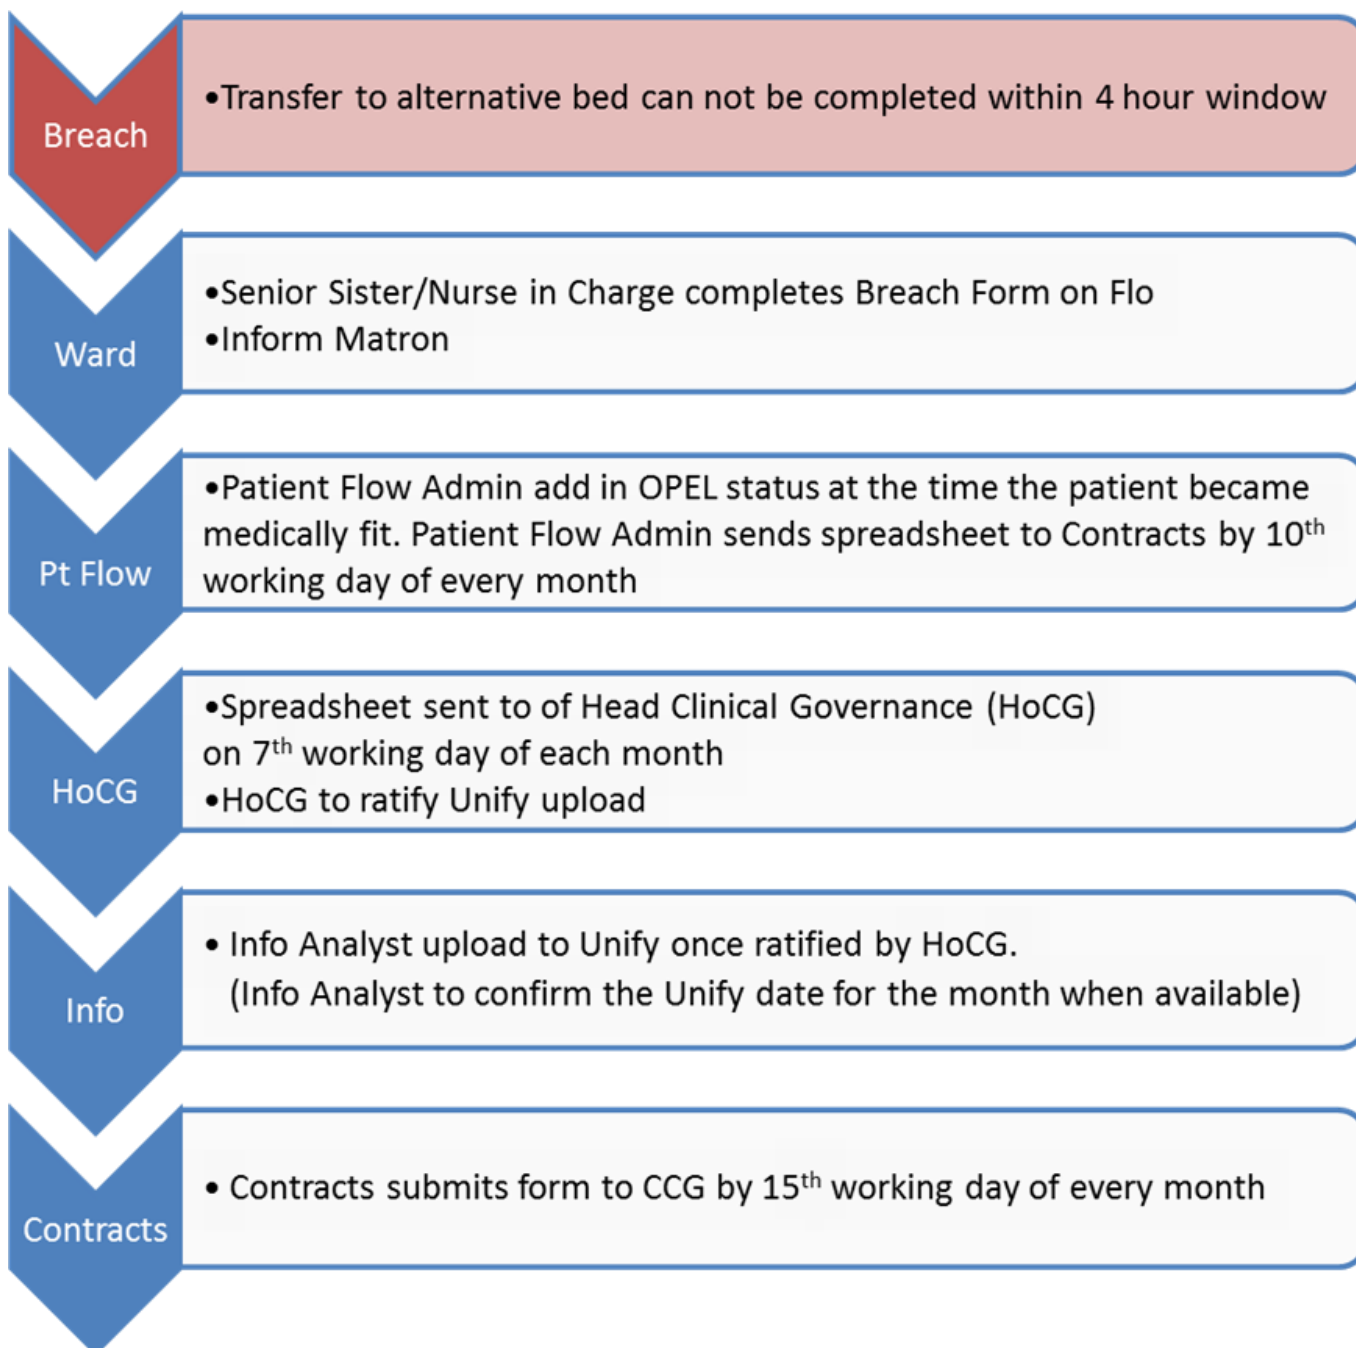 Breach
•Transfer to alternative bed can not be completed within 4 hour window
Ward
•Senior Sister/Nurse in Charge completes Breach Form on Flo
•Inform Matron
Pt Flow
•Patient Flow Admin add in OPEL status at the time the patient became
medically fit. Patient Flow Admin sends spreadsheet to Contracts by 10th
working day of every month
HoCG
•Spreadsheet sent to of Head Clinical Governance (HoCG)
on 7th working day of each month
•HoCG to ratify Unify upload
Info
• Info Analyst upload to Unify once ratified by HoCG.
(Info Analyst to confirm the Unify date for the month when available)
Contracts
• Contracts submits form to CCG by 15th working day of every month